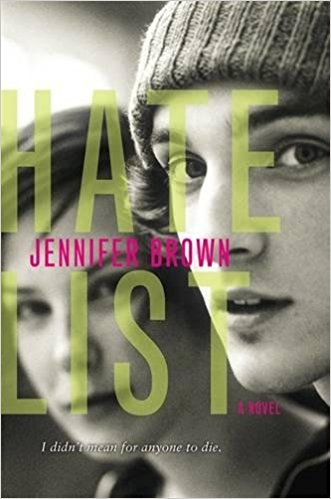 HATE
JENNIFER BROWN
LIST
A NOVEL
I didn't mean for anyone to die.